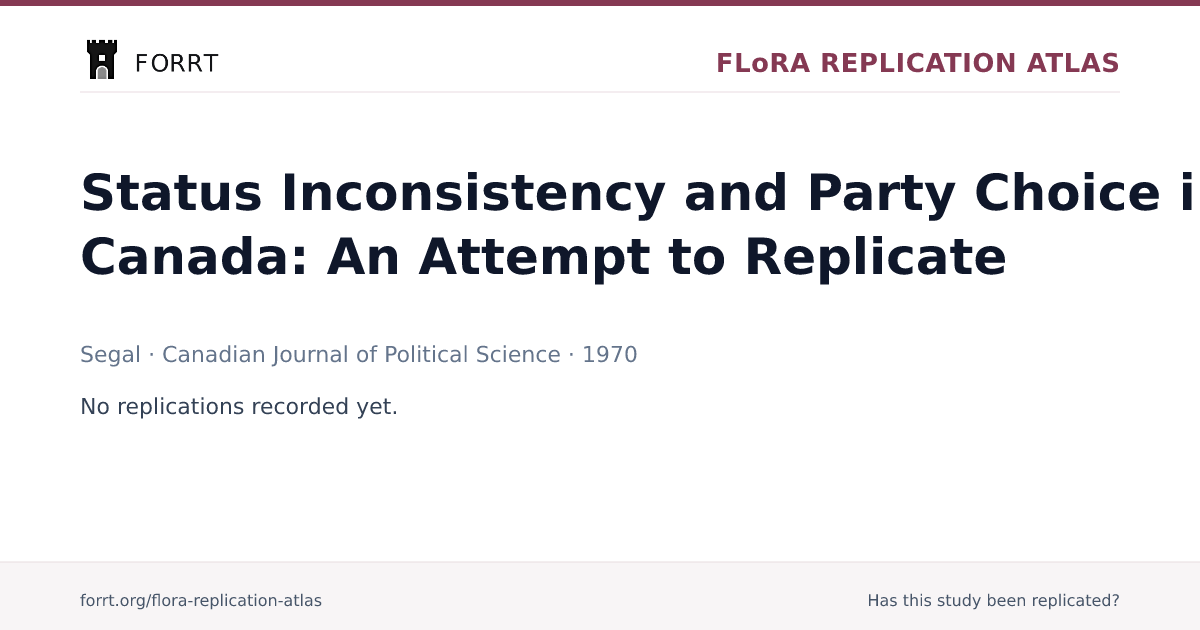 FORRT
FLoRA REPLICATION ATLAS
Status Inconsistency and Party Choice i
Canada: An Attempt to Replicate
Segal · Canadian Journal of Political Science · 1970
No replications recorded yet.
forrt.org/flora-replication-atlas
Has this study been replicated?